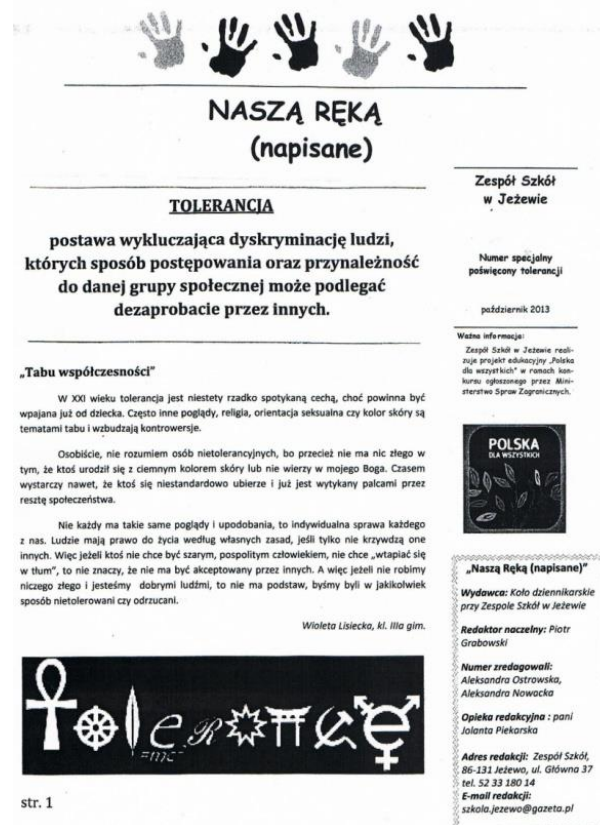 NASZĄ RĘKĄ
(napisane)
TOLERANCJA
postawa wykluczająca dyskryminację ludzi,
których sposób postępowania oraz przynależność
do danej grupy społecznej może podlegać
dezaprobacie przez innych.
„Tabu współczesności”
W XXI wieku tolerancja jest niestety rzadko spotykaną cechą, choć powinna być
wpajana już od dziecka. Często inne poglądy, religia, orientacja seksualna czy kolor skóry są
tematami tabu i wzbudzają kontrowersje.
Osobiście, nie rozumiem osób nietolerancyjnych, bo przecież nie ma nic złego w
tym, że ktoś urodził się z ciemnym kolorem skóry lub nie wierzy w mojego Boga. Czasem
wystarczy nawet, że ktoś się niestandardowo ubierze i już jest wytykany palcami przez
resztę społeczeństwa.
Nie każdy ma takie same poglądy i upodobania, to indywidualna sprawa każdego
z nas. Ludzie mają prawo do życia według własnych zasad, jeśli tylko nie krzywdzą one
innych. Więc jeżeli ktoś nie chce być szarym, pospolitym człowiekiem, nie chce „wtapiać się
w tłum”, to nie znaczy, że nie ma być akceptowany przez innych. A więc jeżeli nie robimy
niczego złego i jesteśmy dobrymi ludźmi, to nie ma podstaw, byśmy byli w jakikolwiek
sposób nietolerowani czy odrzucani.
Wioleta Lisiecka, kl. IIIa gim.
=mc²
str. 1
Zespół Szkół
w Jeżewie
Numer specjalny
poświęcony tolerancji
październik 2013
Ważna informacja:
Zespół Szkół w Jeżewie reali-
zuje projekt edukacyjny „Polska
dla wszystkich” w ramach kon-
kursu ogłoszonego przez Mini-
sterstwo Spraw Zagranicznych.
POLSKA
DLA WSZYSTKICH
„Naszą Ręką (napisane)”
Wydawca: Koło dziennikarskie
przy Zespole Szkół w Jeżewie
Redaktor naczelny: Piotr
Grabowski
Numer zredagowali:
Aleksandra Ostrowska,
Aleksandra Nowacka
Opieka redakcyjna : pani
Jolanta Piekarska
Adres redakcji: Zespół Szkół,
86-131 Jeżewo, ul. Główna 37
tel. 52 33 180 14
E-mail redakcji:
szkola.jezewo@gazeta.pl